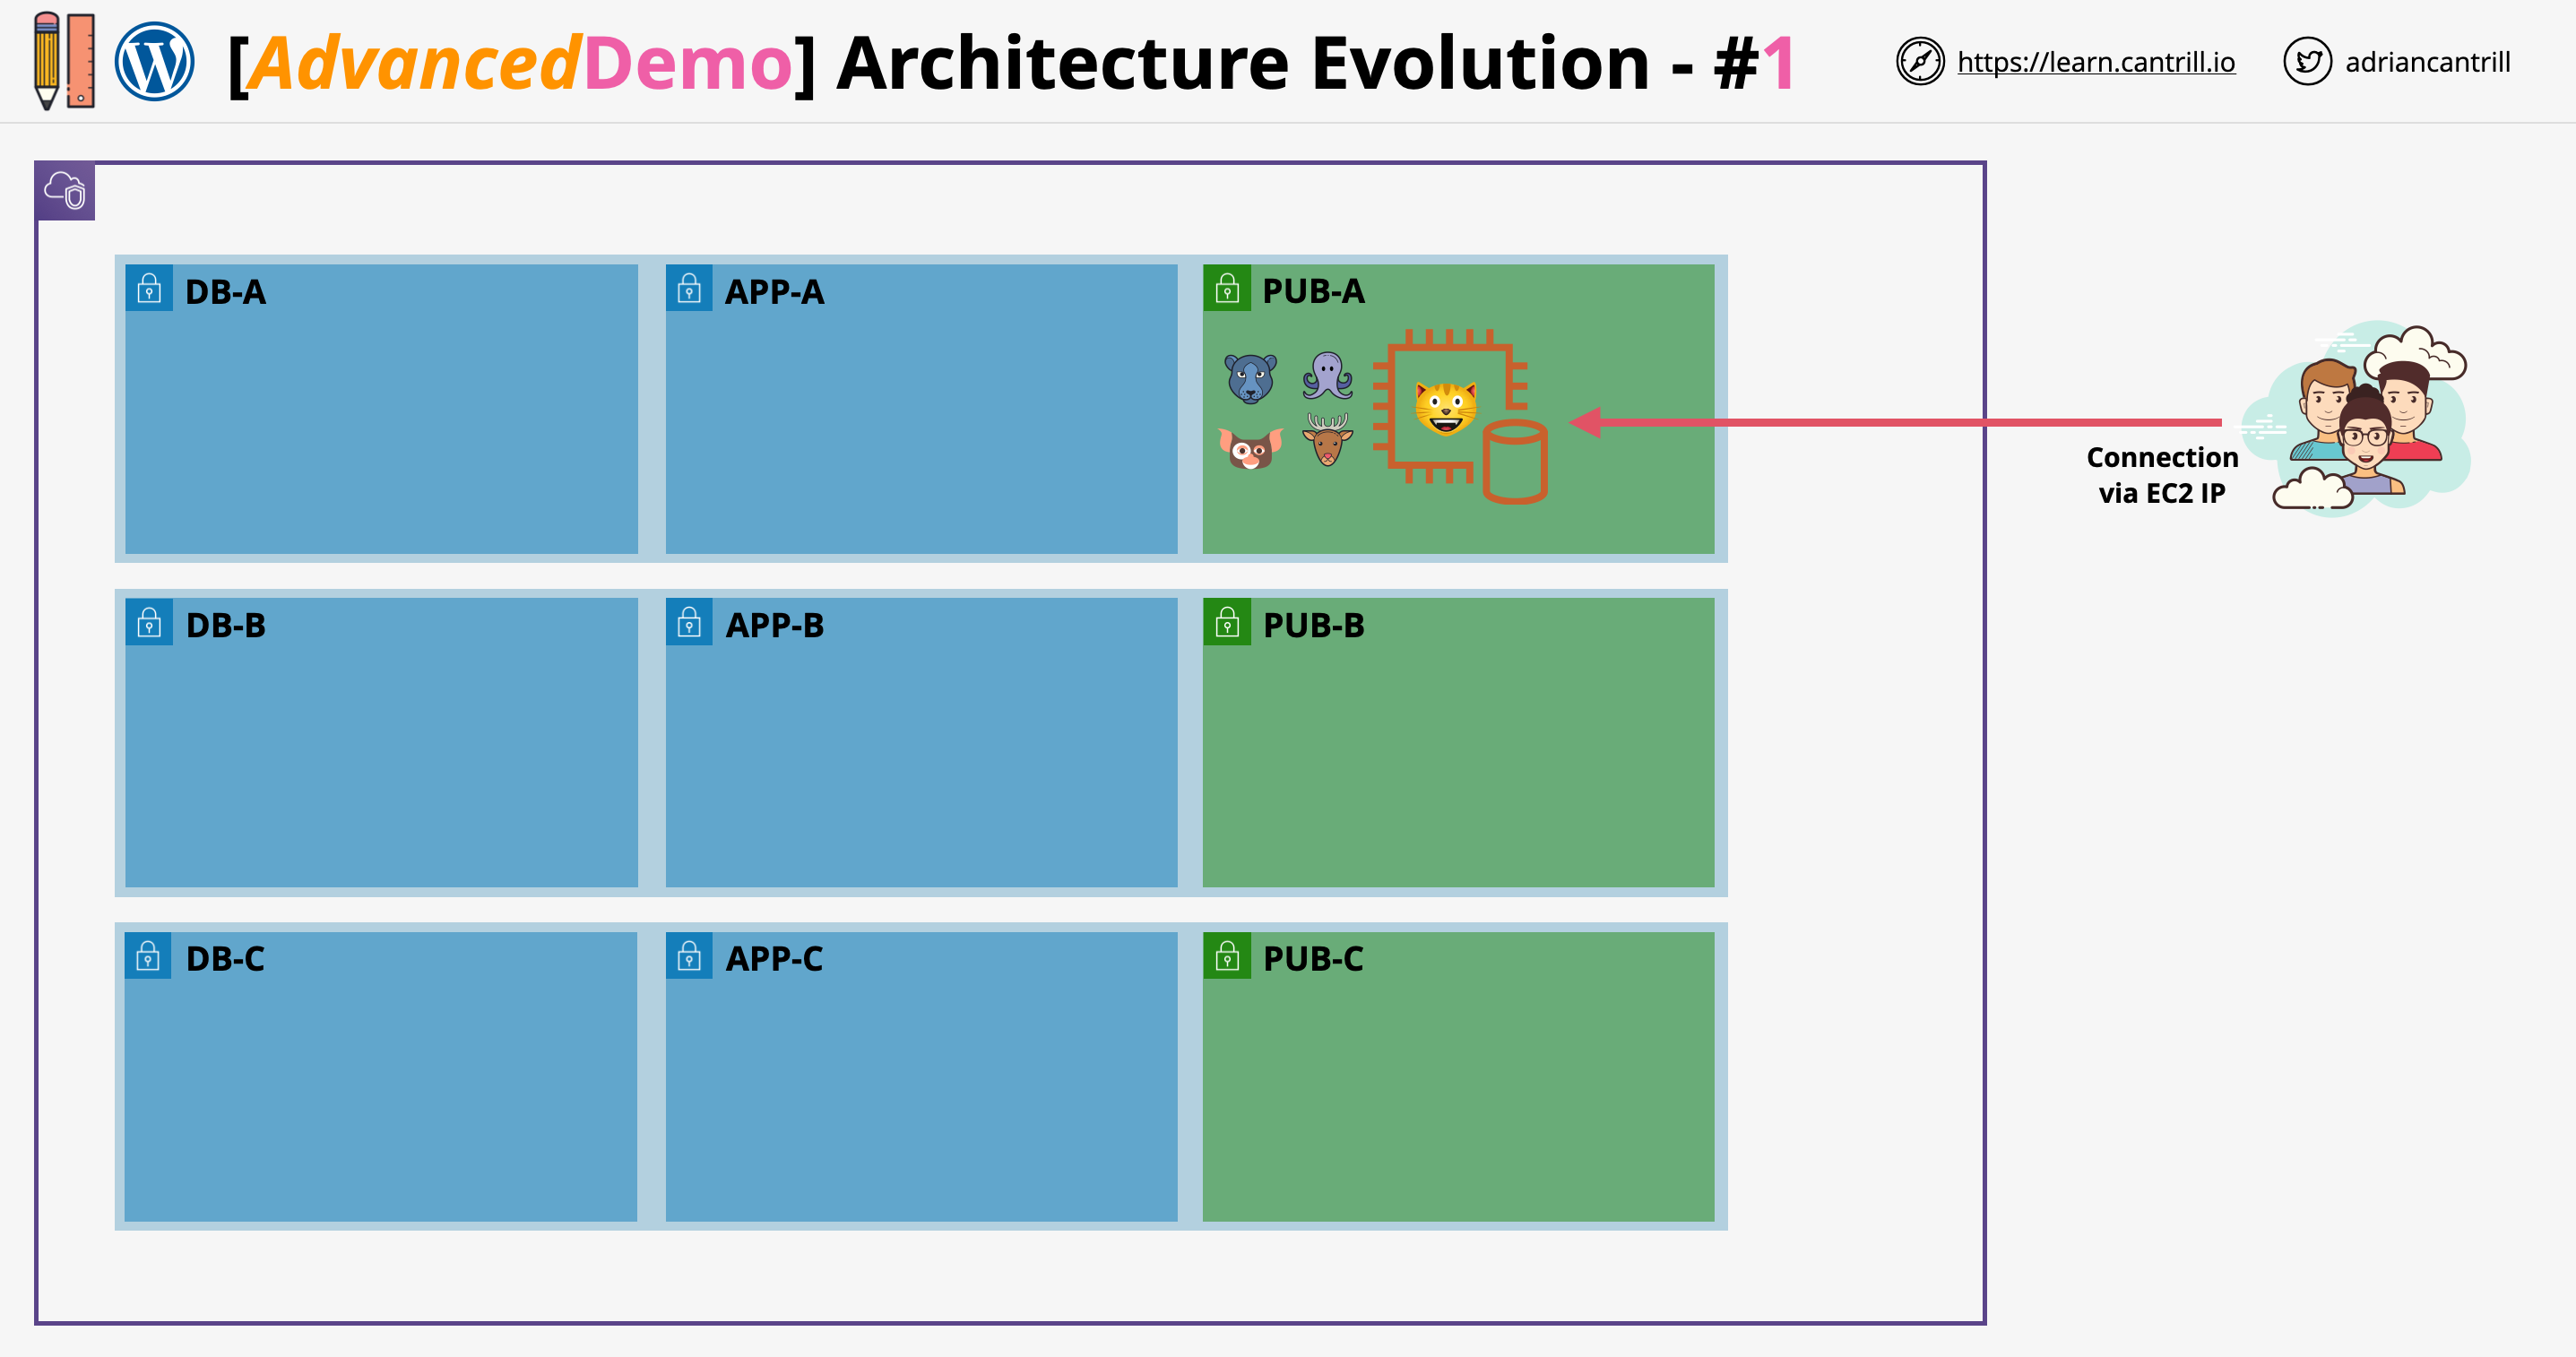 [AdvancedDemo] Architecture Evolution - #1
https://learn.cantrill.io
adriancantrill
DB-A
APP-A
PUB-A
Connection
via EC2 IP
DB-B
APP-B
PUB-B
DB-C
APP-C
PUB-C